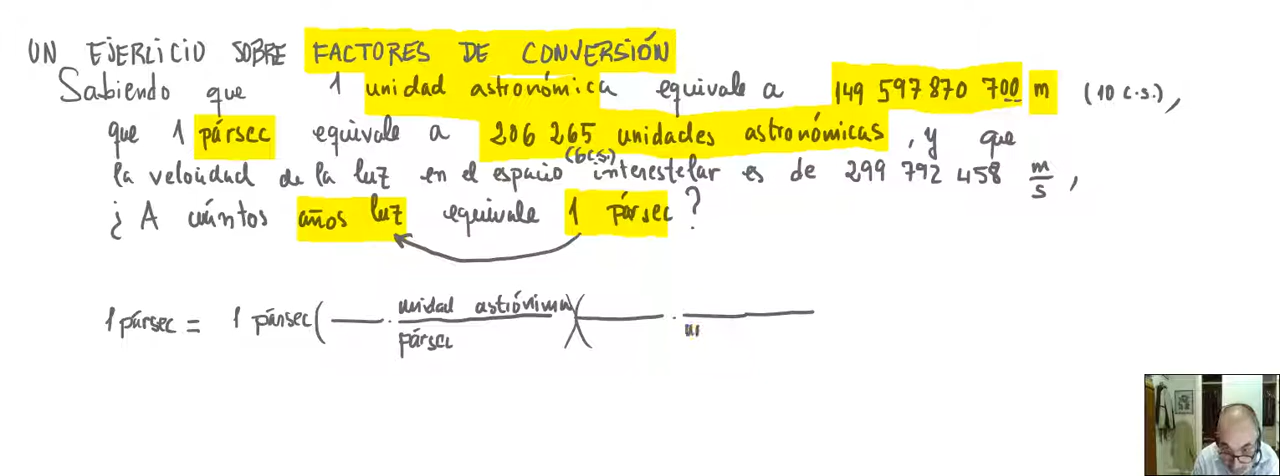 UN EJERCICIO SOBRE FACTORES DE CONVERSIÓN
Sabiendo que 1 unidad astronómica equivale a 149 597 870 700 m (10 c.s.),
que 1 pársec equivale a 206 265 unidades astronómicas, y que
(6 c.s.)
la velocidad de la luz en el espacio interestelar es de 299 792 458 m/s,
¿A cuántos años luz equivale 1 pársec?
1 pársec = 1 pársec ( — · unidad astrónima / pársec ) ( — · — / u